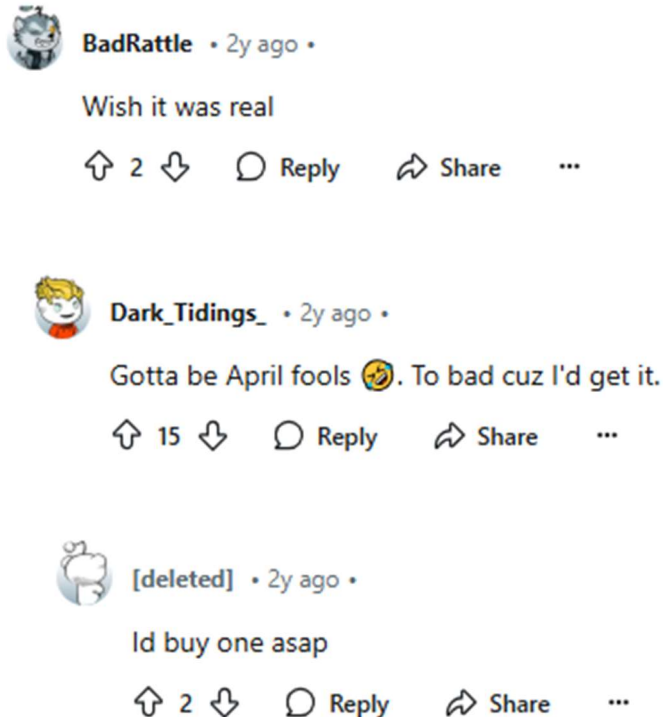 BadRattle • 2y ago •
Wish it was real
2 Reply Share ···
Dark_Tidings_ • 2y ago •
Gotta be April fools 🤣. To bad cuz I'd get it.
15 Reply Share ···
[deleted] • 2y ago •
Id buy one asap
2 Reply Share ···